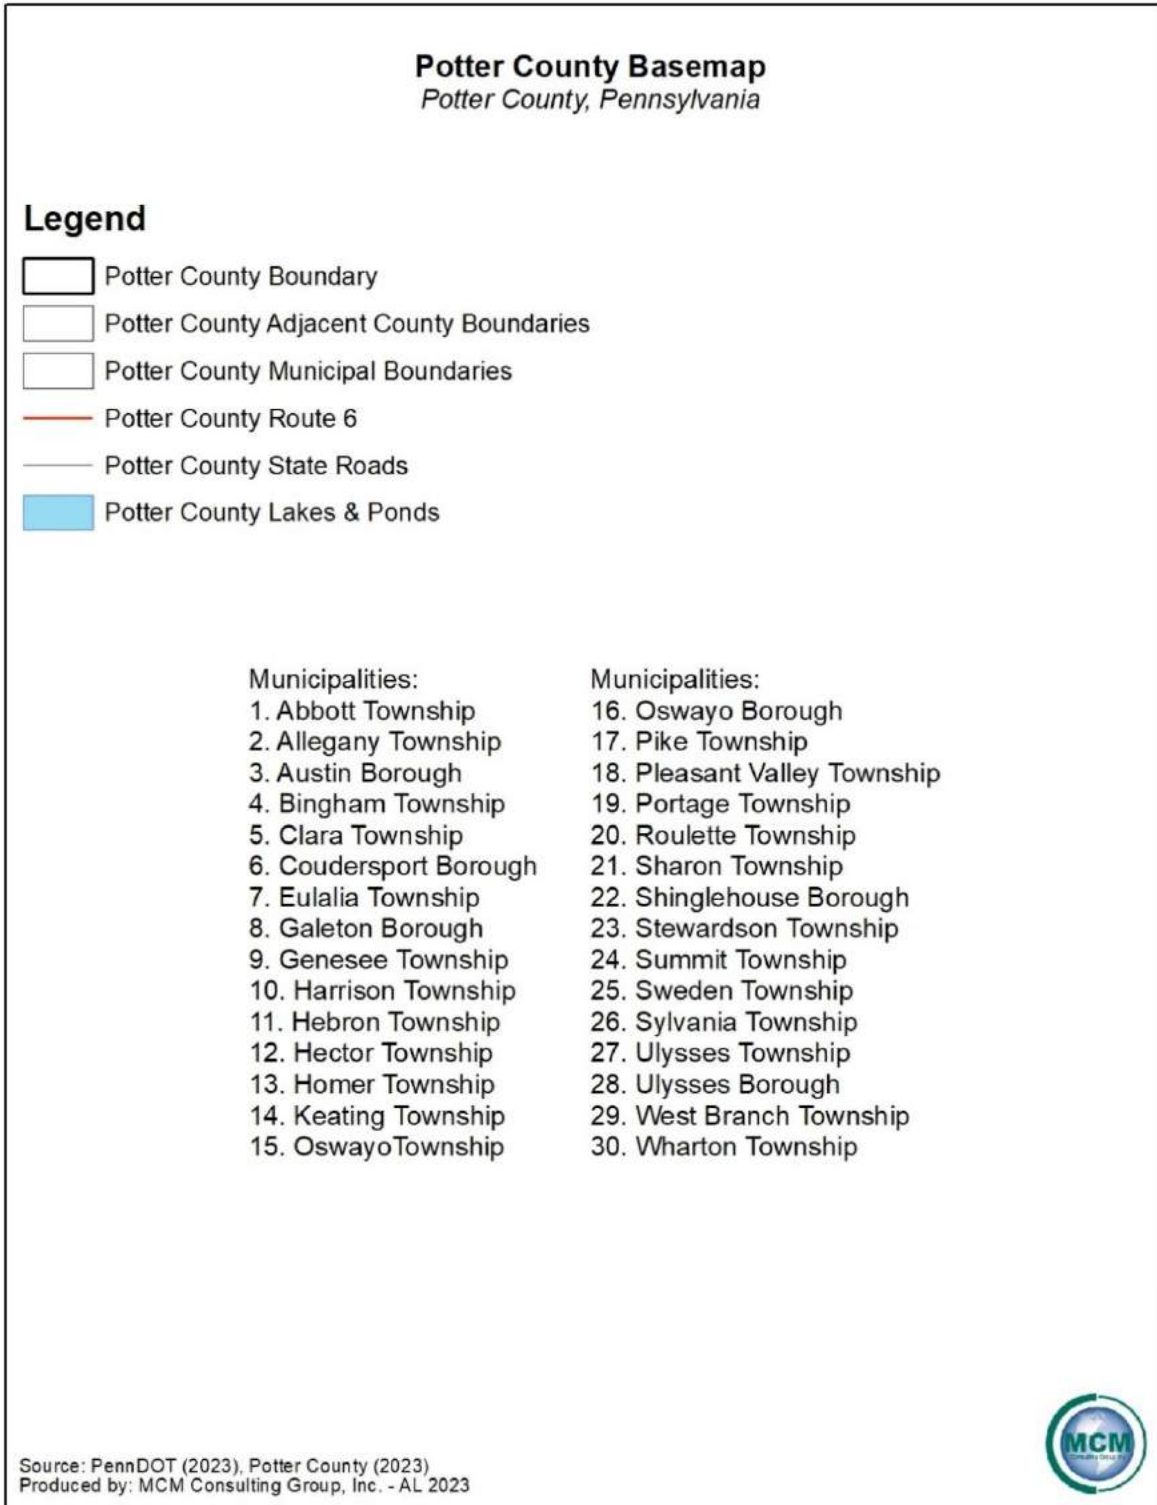 Potter County Basemap
Potter County, Pennsylvania
Legend
Potter County Boundary
Potter County Adjacent County Boundaries
Potter County Municipal Boundaries
Potter County Route 6
Potter County State Roads
Potter County Lakes & Ponds
Municipalities:
1. Abbott Township
2. Allegany Township
3. Austin Borough
4. Bingham Township
5. Clara Township
6. Coudersport Borough
7. Eulalia Township
8. Galeton Borough
9. Genesee Township
10. Harrison Township
11. Hebron Township
12. Hector Township
13. Homer Township
14. Keating Township
15. OswayoTownship
Municipalities:
16. Oswayo Borough
17. Pike Township
18. Pleasant Valley Township
19. Portage Township
20. Roulette Township
21. Sharon Township
22. Shinglehouse Borough
23. Stewardson Township
24. Summit Township
25. Sweden Township
26. Sylvania Township
27. Ulysses Township
28. Ulysses Borough
29. West Branch Township
30. Wharton Township
MCM
Source: PennDOT (2023), Potter County (2023)
Produced by: MCM Consulting Group, Inc. - AL 2023